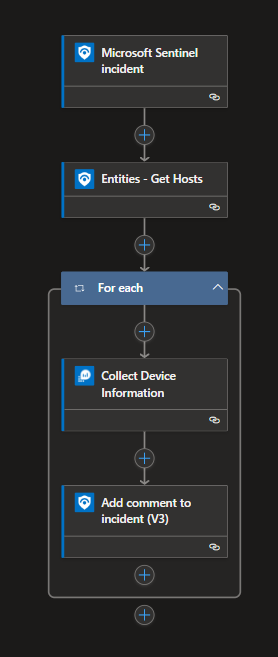 Microsoft Sentinel
incident
Entities - Get Hosts
For each
Collect Device
Information
Add comment to
incident (V3)